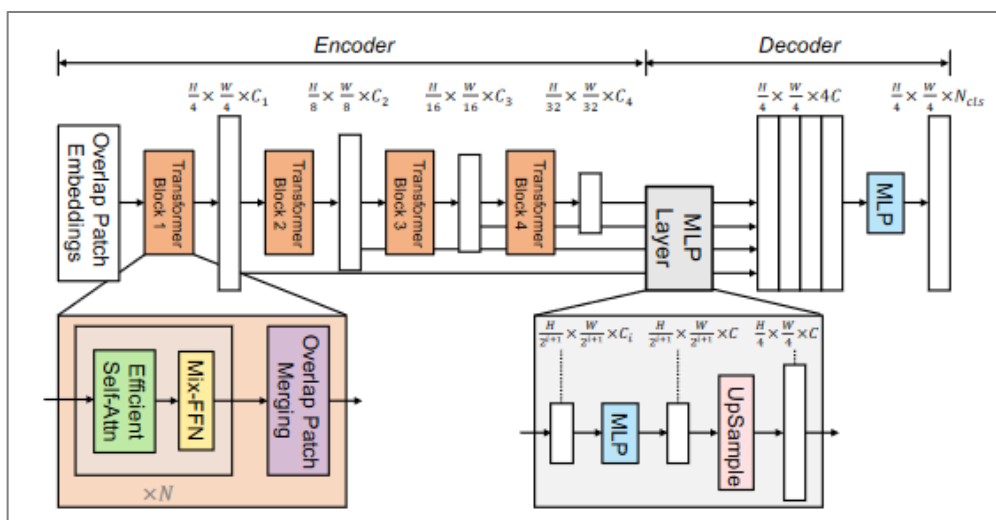 Encoder
Decoder
H/4 × W/4 × C₁
H/8 × W/8 × C₂
H/16 × W/16 × C₃
H/32 × W/32 × C₄
H/4 × W/4 × 4C
H/4 × W/4 × N_cls
Overlap Patch
Embeddings
Transformer
Block 1
Transformer
Block 2
Transformer
Block 3
Transformer
Block 4
MLP
Layer
MLP
Efficient
Self-Attn
Mix-FFN
Overlap Patch
Merging
×N
H/2^{i+1} × W/2^{i+1} × C_i
H/2^{i+1} × W/2^{i+1} × C
H/4 × W/4 × C
MLP
UpSample